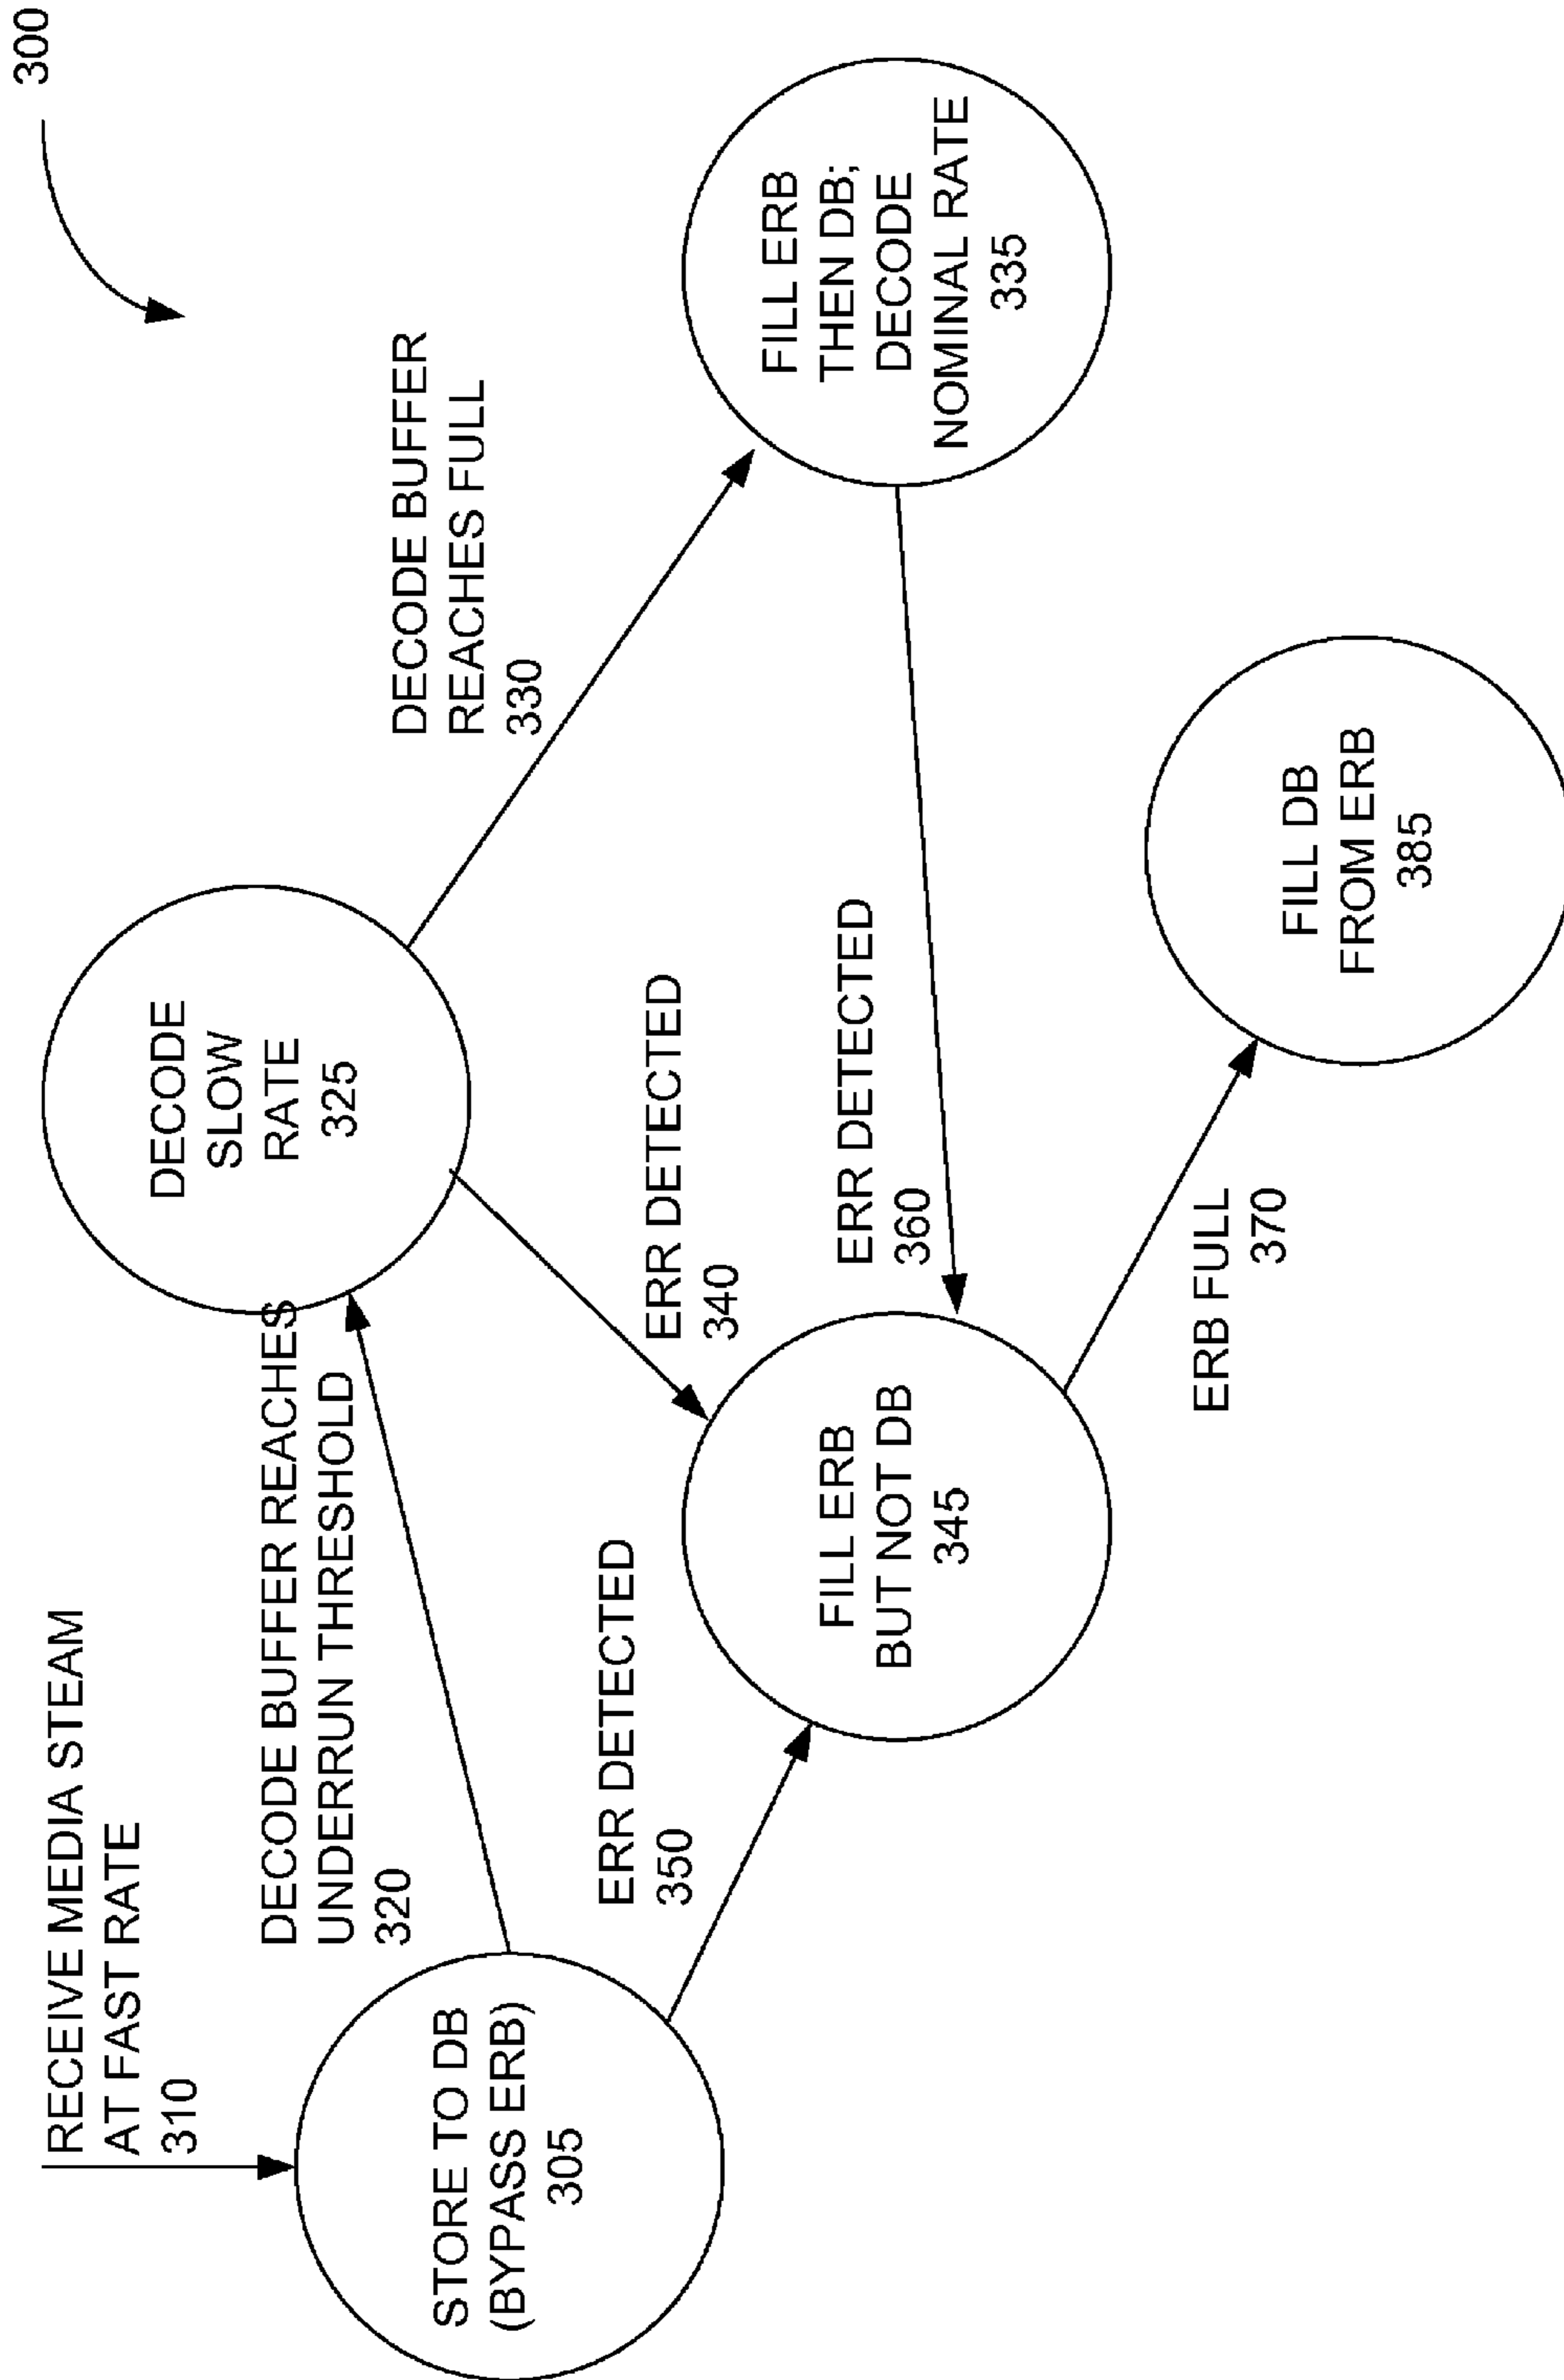 300
RECEIVE MEDIA STEAM
AT FAST RATE
310
STORE TO DB
(BYPASS ERB)
305
DECODE BUFFER REACHES
UNDERRUN THRESHOLD
320
DECODE
SLOW
RATE
325
DECODE BUFFER
REACHES FULL
330
FILL ERB
THEN DB;
DECODE
NOMINAL RATE
335
ERR DETECTED
340
ERR DETECTED
350
ERR DETECTED
360
FILL ERB
BUT NOT DB
345
ERB FULL
370
FILL DB
FROM ERB
385